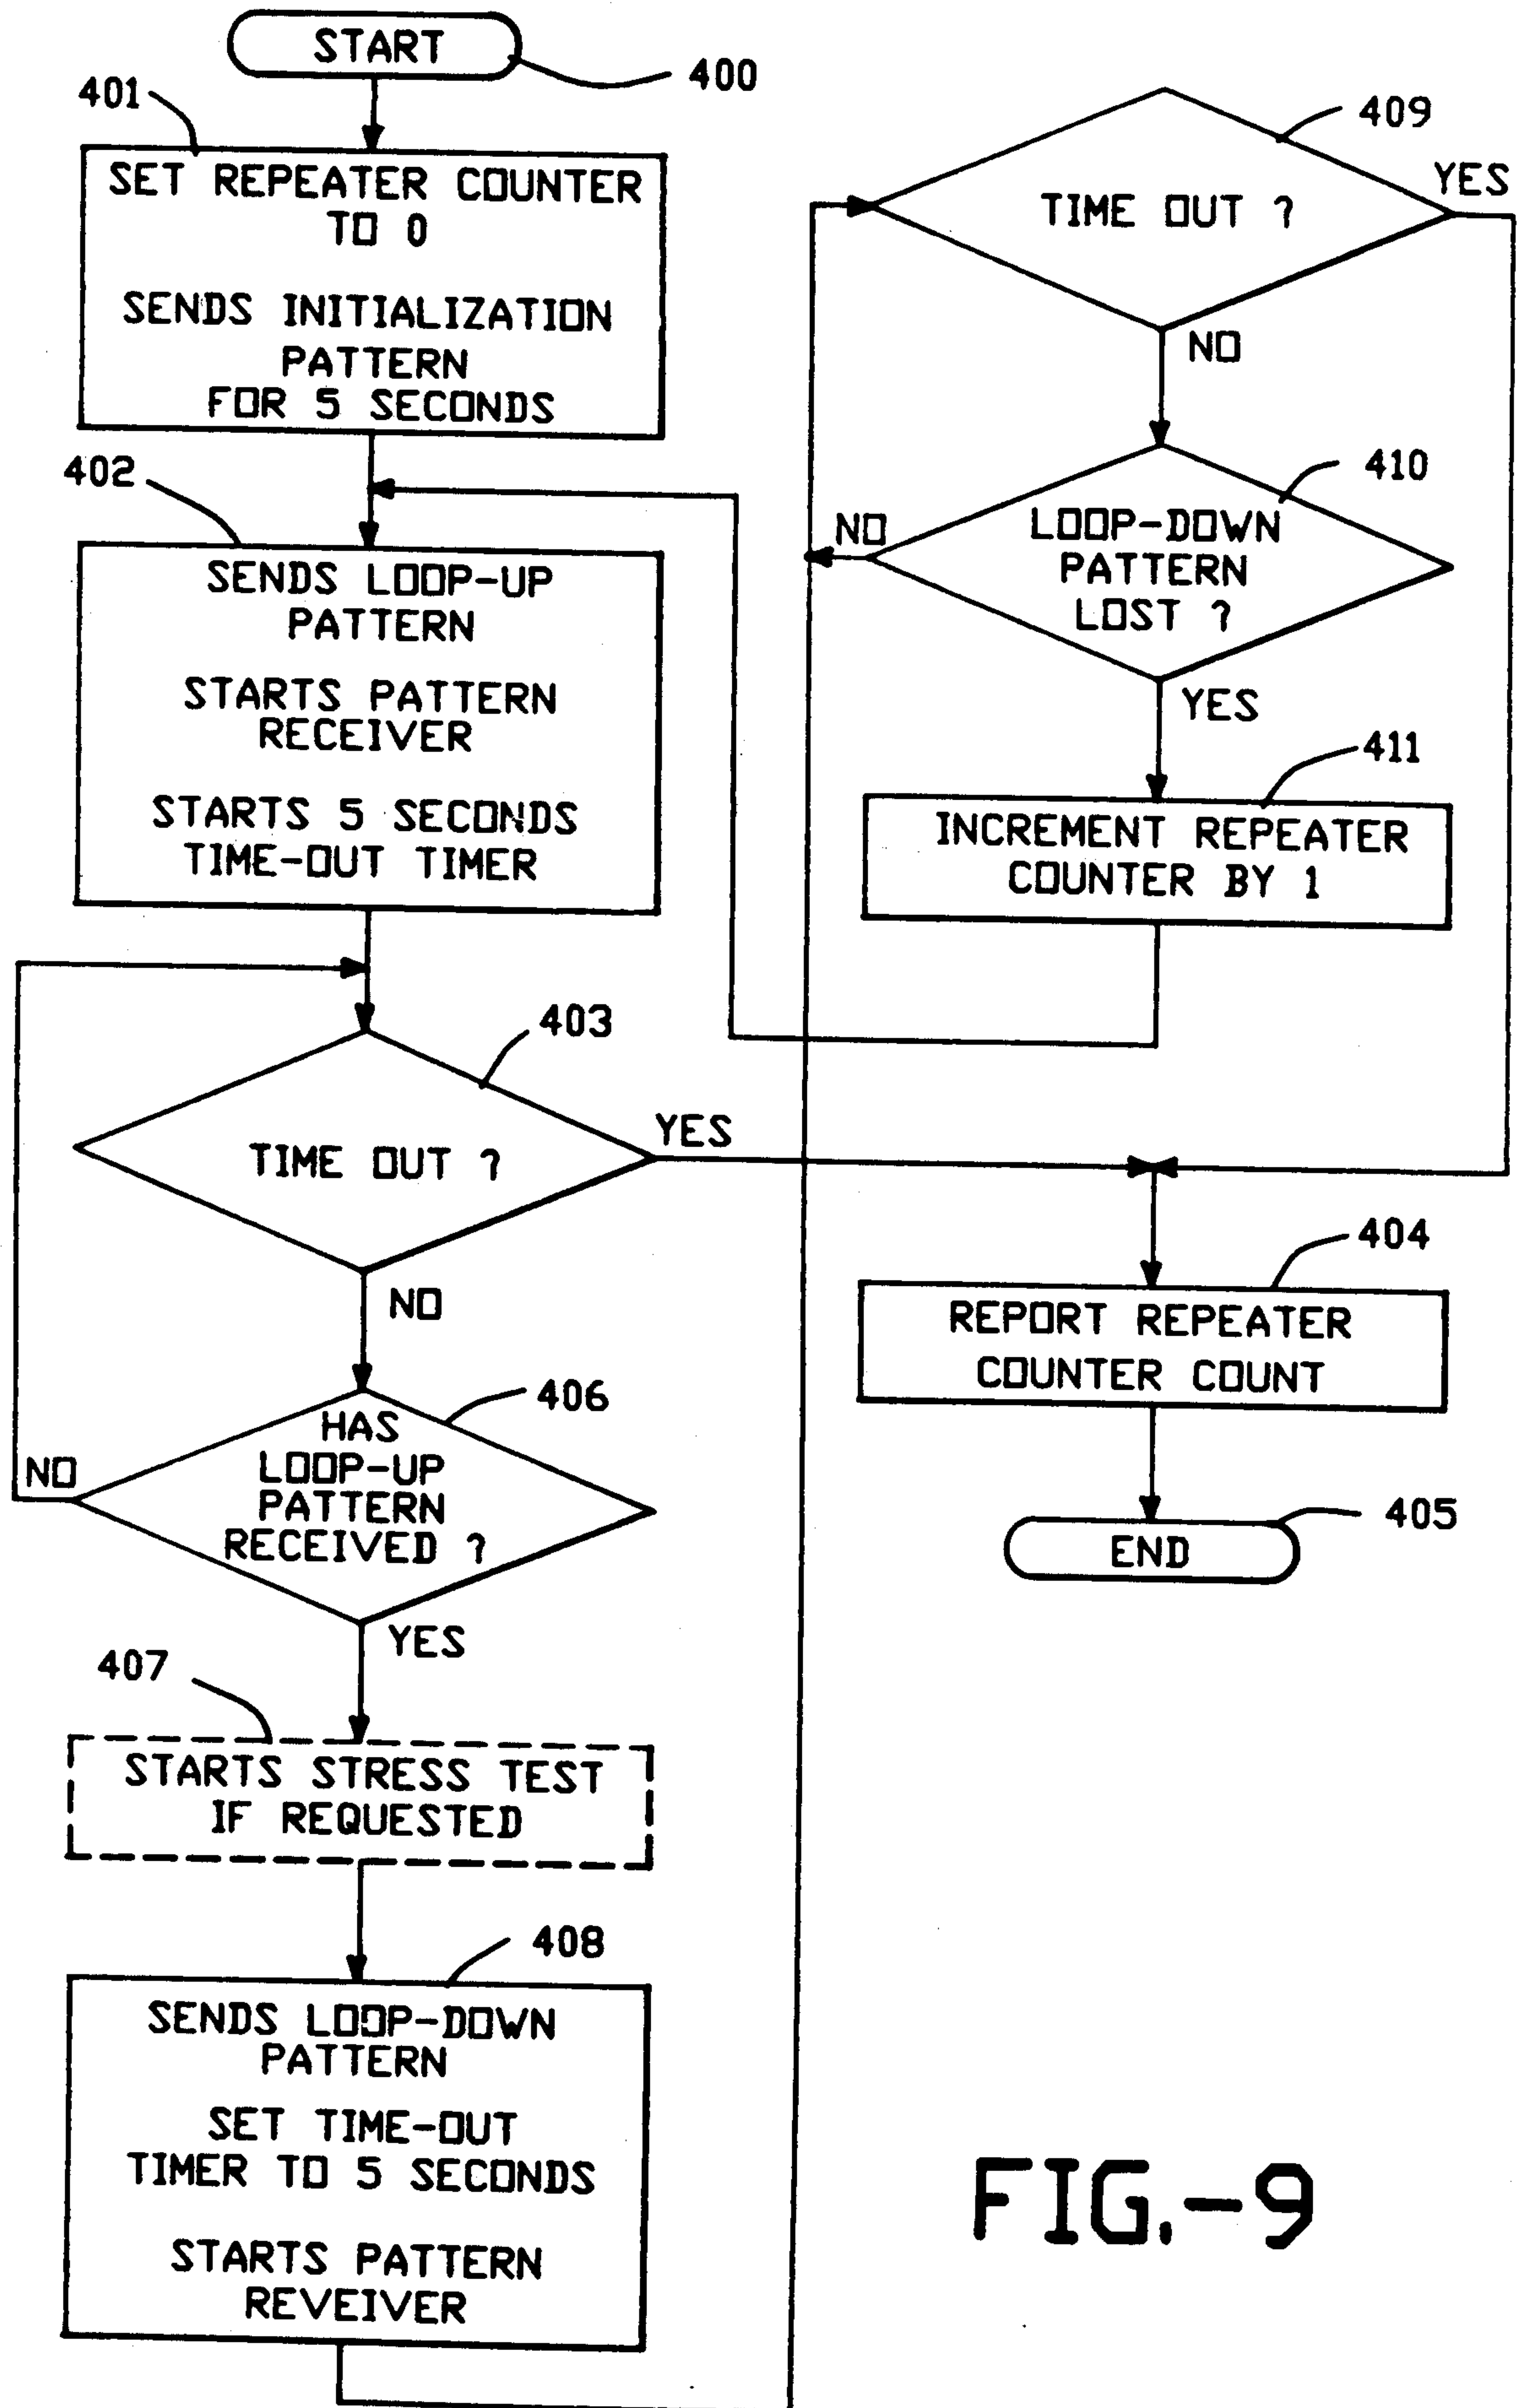 START
400
401
SET REPEATER COUNTER
TO 0
SENDS INITIALIZATION
PATTERN
FOR 5 SECONDS
402
SENDS LOOP-UP
PATTERN
STARTS PATTERN
RECEIVER
STARTS 5 SECONDS
TIME-OUT TIMER
403
TIME OUT ?
YES
NO
406
HAS
LOOP-UP
PATTERN
RECEIVED ?
NO
YES
407
STARTS STRESS TEST
IF REQUESTED
408
SENDS LOOP-DOWN
PATTERN
SET TIME-OUT
TIMER TO 5 SECONDS
STARTS PATTERN
REVEIVER
409
TIME OUT ?
YES
NO
410
LOOP-DOWN
PATTERN
LOST ?
NO
YES
411
INCREMENT REPEATER
COUNTER BY 1
404
REPORT REPEATER
COUNTER COUNT
405
END
FIG.-9